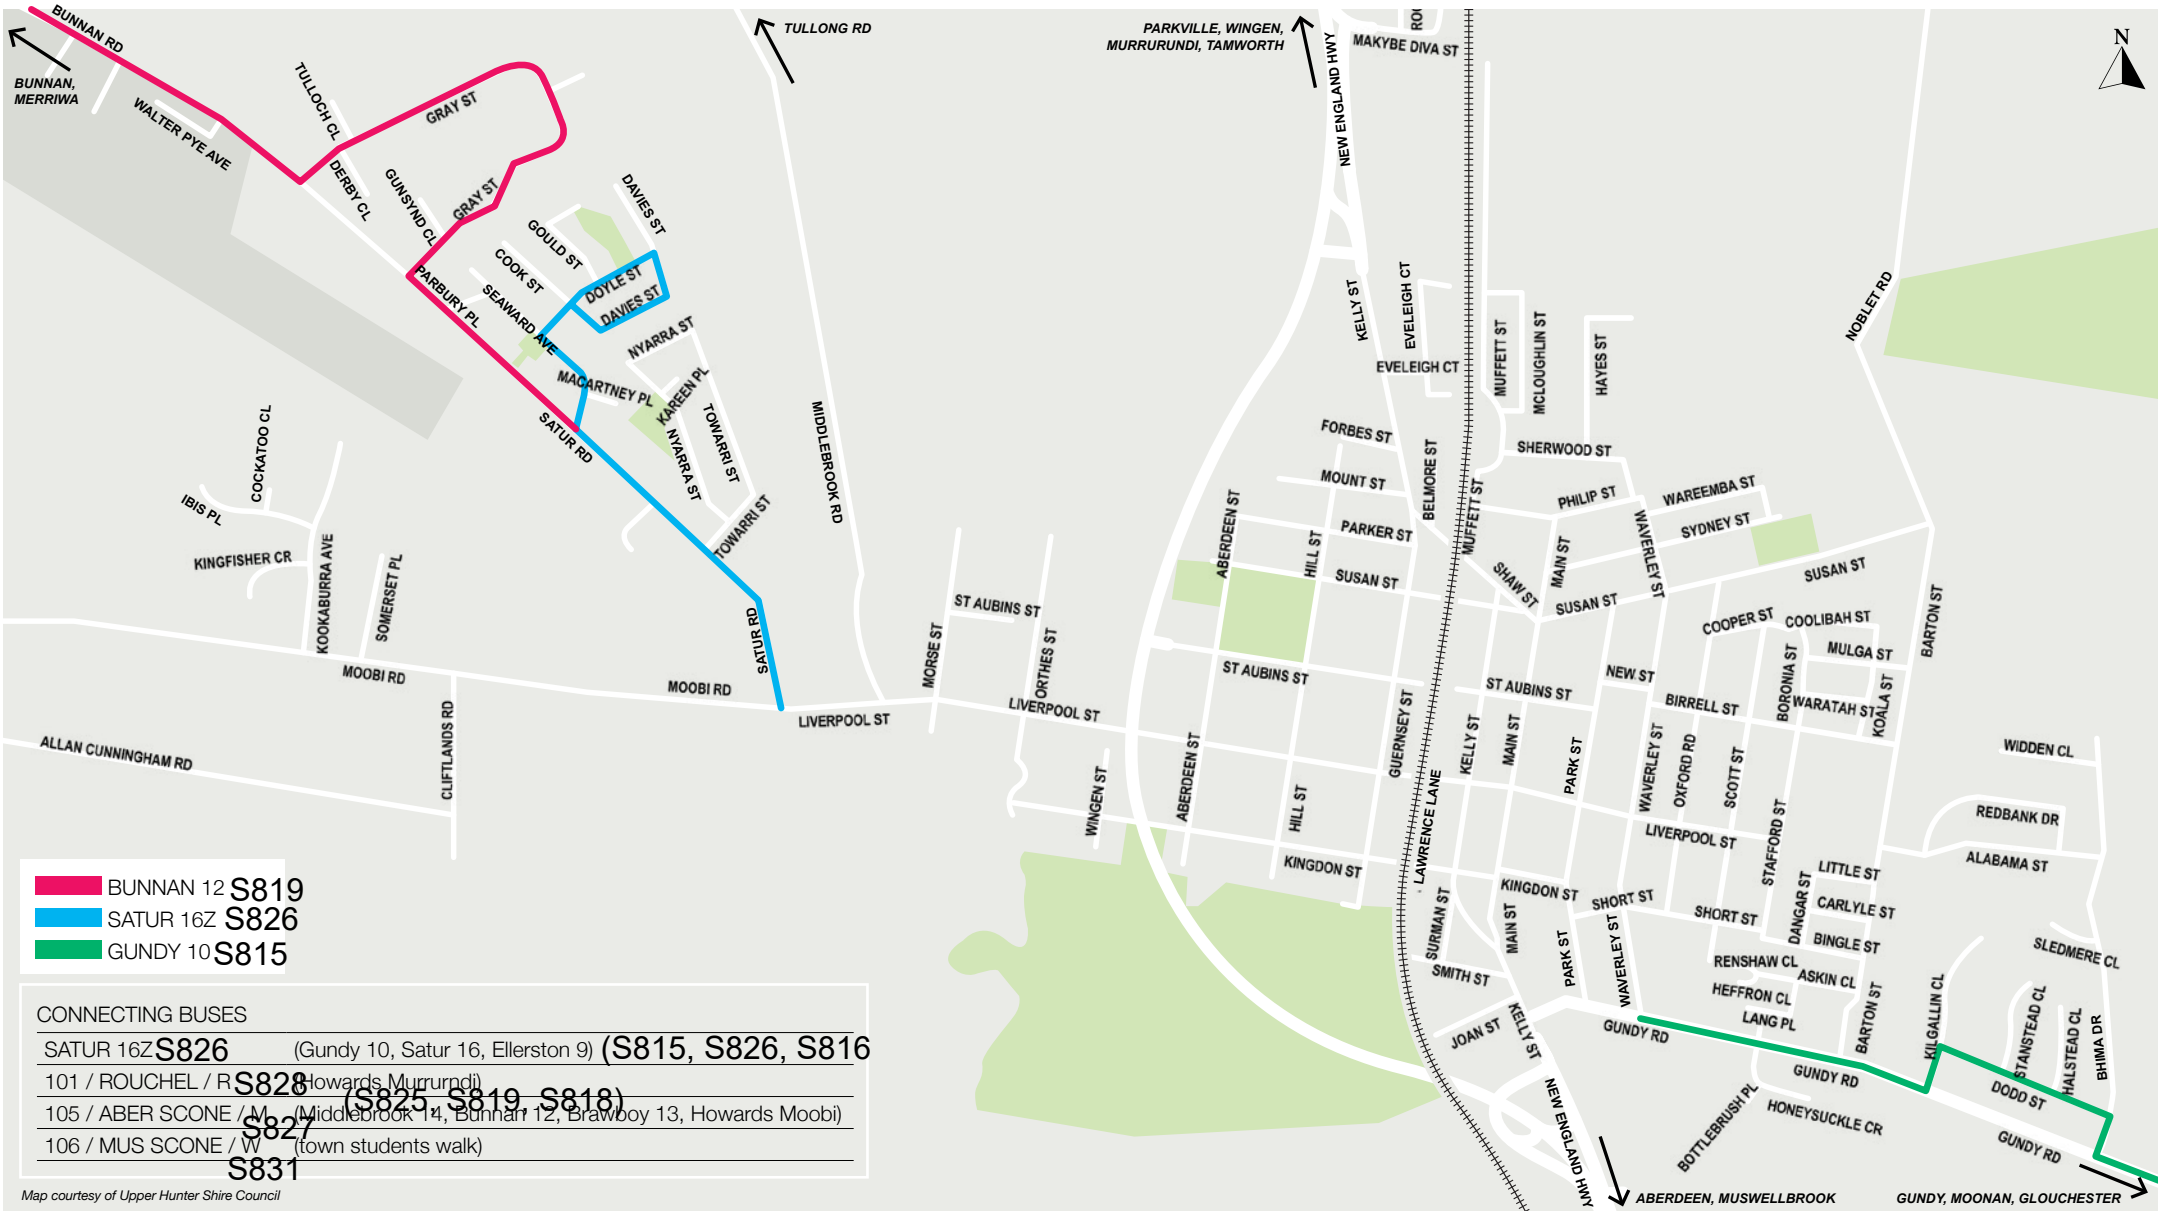 BUNNAN RD
BUNNAN,
MERRIWA
WALTER PYE AVE
TULLOCH CL
DERBY CL
GRAY ST
GUNSYND CL
GRAY ST
PARBURY PL
TULLONG RD
PARKVILLE, WINGEN,
MURRURUNDI, TAMWORTH
NEW ENGLAND HWY
MAKYBE DIVA ST
N
DAVIES ST
GOULD ST
COOK ST
SEAWARD AVE
DOYLE ST
DAVIES ST
NYARRA ST
MACARTNEY PL
KAREEN PL
TOWARRI ST
NYARRA ST
TOWARRI ST
SATUR RD
SATUR RD
MIDDLEBROOK RD
COCKATOO CL
IBIS PL
KINGFISHER CR
KOOKABURRA AVE
SOMERSET PL
MOOBI RD
MOOBI RD
CLIFTLANDS RD
ALLAN CUNNINGHAM RD
LIVERPOOL ST
MORSE ST
ST AUBINS ST
ORTHES ST
LIVERPOOL ST
WINGEN ST
KELLY ST
EVELEIGH CT
EVELEIGH CT
MUFFETT ST
MCLOUGHLIN ST
HAYES ST
NOBLET RD
FORBES ST
MOUNT ST
PARKER ST
SUSAN ST
BELMORE ST
MUFFETT ST
SHERWOOD ST
PHILIP ST
WAREEMBA ST
SYDNEY ST
WAVERLEY ST
MAIN ST
SHAW ST
SUSAN ST
SUSAN ST
ABERDEEN ST
HILL ST
COOPER ST
COOLIBAH ST
MULGA ST
BARTON ST
ST AUBINS ST
ST AUBINS ST
NEW ST
BIRRELL ST
BORONIA ST
WARATAH ST
KOALA ST
GUERNSEY ST
KELLY ST
MAIN ST
PARK ST
WAVERLEY ST
OXFORD RD
SCOTT ST
STAFFORD ST
LIVERPOOL ST
ABERDEEN ST
HILL ST
LAWRENCE LANE
KINGDON ST
KINGDON ST
SHORT ST
SHORT ST
DANGAR ST
LITTLE ST
CARLYLE ST
BINGLE ST
WIDDEN CL
REDBANK DR
ALABAMA ST
SLEDMERE CL
SURMAN ST
SMITH ST
MAIN ST
PARK ST
WAVERLEY ST
RENSHAW CL
ASKIN CL
HEFFRON CL
LANG PL
BARTON ST
KILGALLIN CL
STANSTEAD CL
HALSTEAD CL
BHIMA DR
JOAN ST
KELLY ST
GUNDY RD
GUNDY RD
DODD ST
GUNDY RD
BOTTLEBRUSH PL
HONEYSUCKLE CR
NEW ENGLAND HWY
ABERDEEN, MUSWELLBROOK
GUNDY, MOONAN, GLOUCHESTER
BUNNAN 12 S819
SATUR 16Z S826
GUNDY 10 S815
CONNECTING BUSES
SATUR 16Z S826 (Gundy 10, Satur 16, Ellerston 9) (S815, S826, S816
101 / ROUCHEL / R S828 (Howards Murrurndi)
(S825, S819, S818)
105 / ABER SCONE / M (Middlebrook 14, Bunnan 12, Brawboy 13, Howards Moobi)
S827
106 / MUS SCONE / W (town students walk)
S831
Map courtesy of Upper Hunter Shire Council